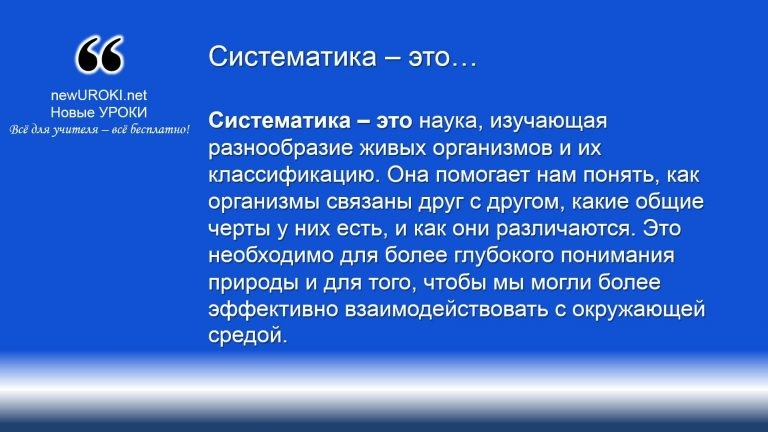 “
newUROKI.net
Новые УРОКИ
Всё для учителя – всё бесплатно!
Систематика – это…
Систематика – это наука, изучающая
разнообразие живых организмов и их
классификацию. Она помогает нам понять, как
организмы связаны друг с другом, какие общие
черты у них есть, и как они различаются. Это
необходимо для более глубокого понимания
природы и для того, чтобы мы могли более
эффективно взаимодействовать с окружающей
средой.